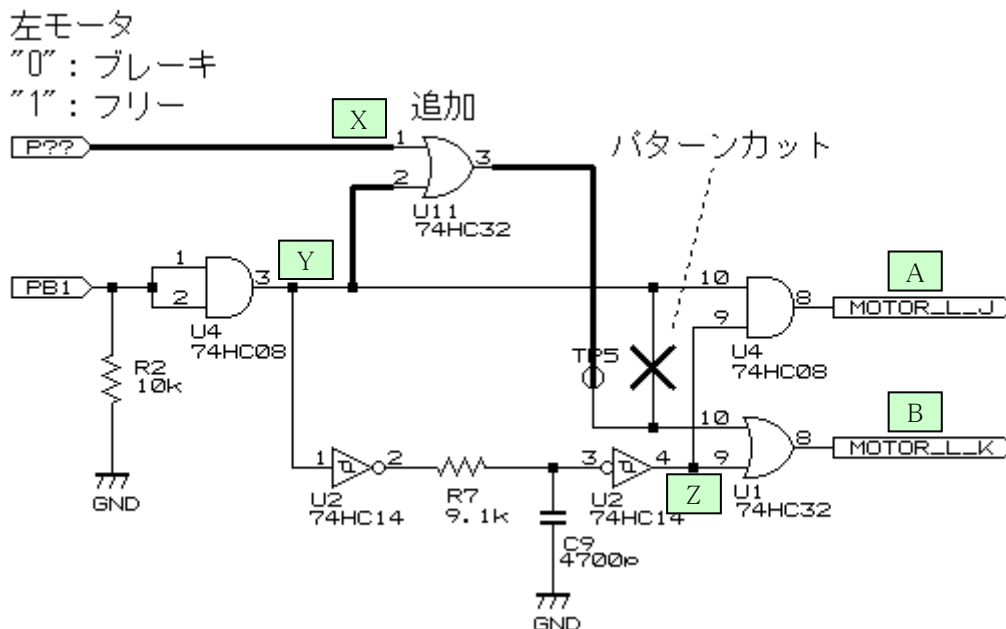 左モータ
"0"：ブレーキ
"1"：フリー
X
追加
P??
1
2
3
U11
74HC32
パターンカット
PB1
1
2
3
Y
U4
74HC08
R2
10k
GND
TP5
10
9
8
A
MOTOR_L_J
U4
74HC08
10
9
8
B
MOTOR_L_K
U1
74HC32
1
2
U2
74HC14
R7
9.1k
3
4
U2
74HC14
Z
C9
4700p
GND